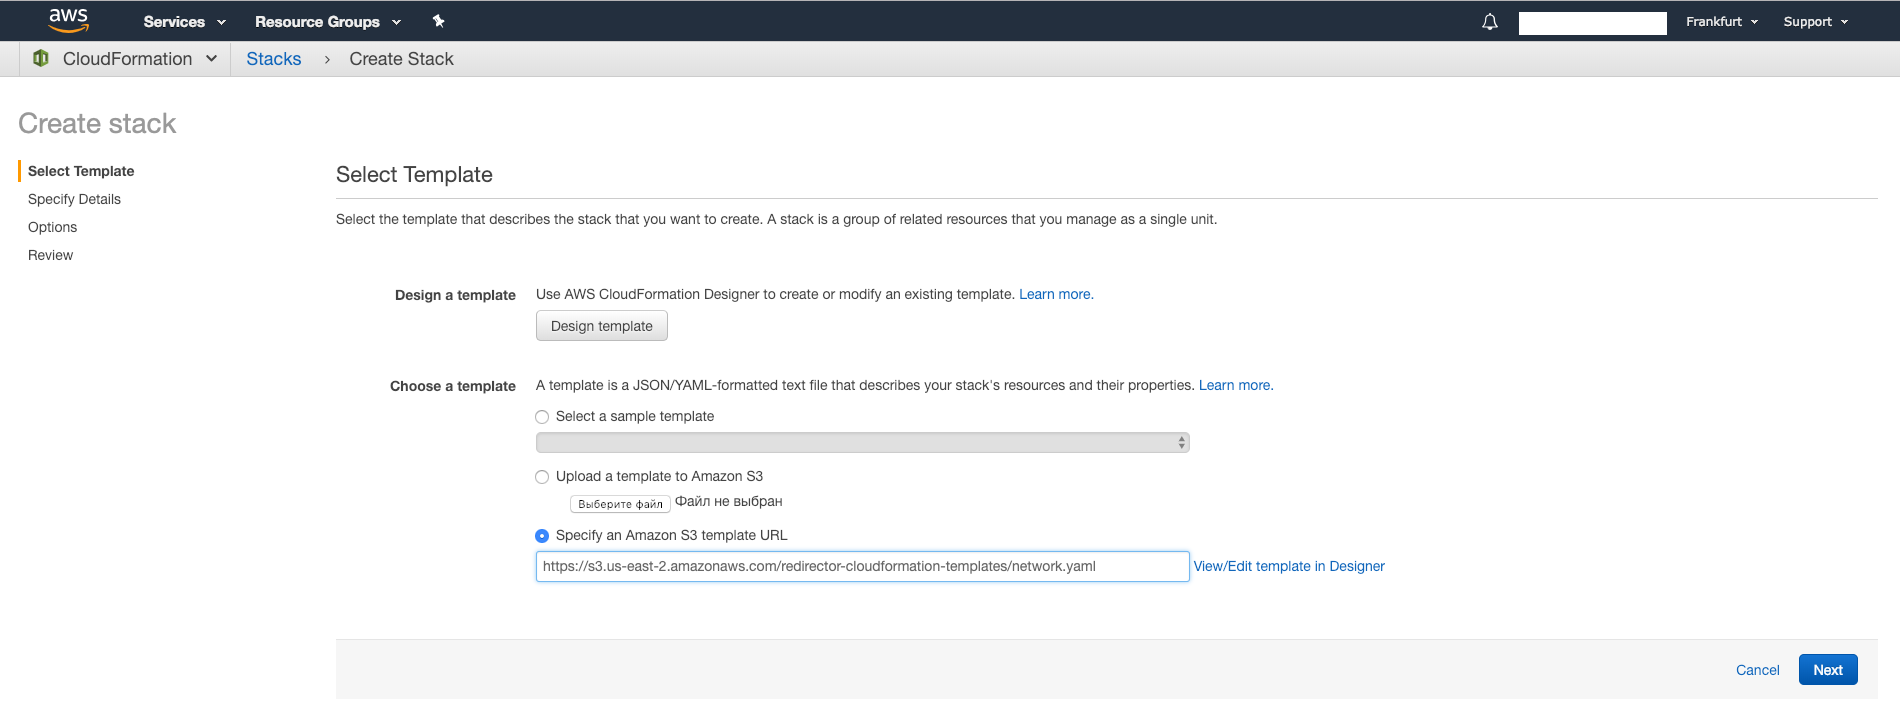 aws Services Resource Groups Frankfurt Support
CloudFormation Stacks › Create Stack
Create stack
Select Template
Specify Details
Options
Review
Select Template
Select the template that describes the stack that you want to create. A stack is a group of related resources that you manage as a single unit.
Design a template Use AWS CloudFormation Designer to create or modify an existing template. Learn more.
Design template
Choose a template A template is a JSON/YAML-formatted text file that describes your stack's resources and their properties. Learn more.
Select a sample template
Upload a template to Amazon S3
Выберите файл Файл не выбран
Specify an Amazon S3 template URL
https://s3.us-east-2.amazonaws.com/redirector-cloudformation-templates/network.yaml View/Edit template in Designer
Cancel Next